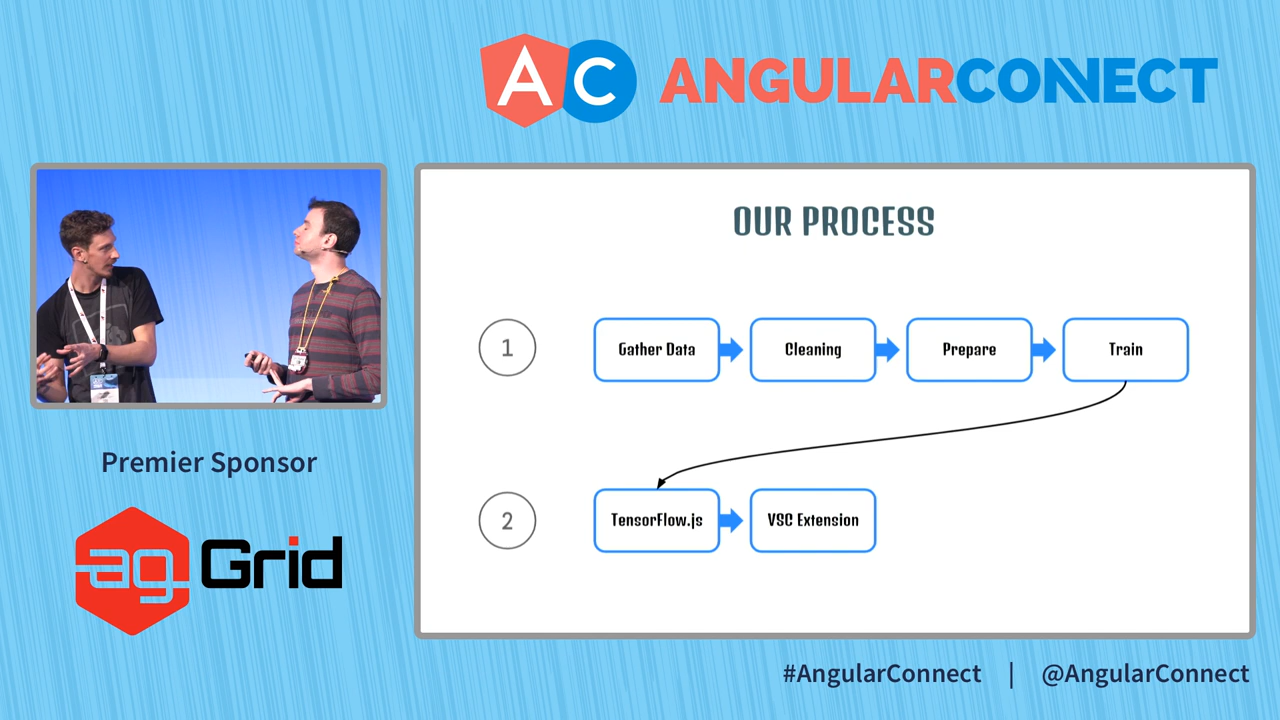 AC ANGULARCONNECT
OUR PROCESS
1
Gather Data
Cleaning
Prepare
Train
2
TensorFlow.js
VSC Extension
Premier Sponsor
ag Grid
#AngularConnect | @AngularConnect